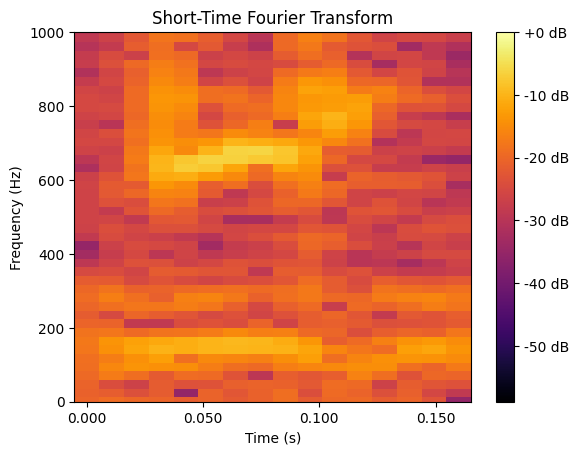 Short-Time Fourier Transform
1000
800
600
400
200
0
Frequency (Hz)
0.000
0.050
0.100
0.150
Time (s)
+0 dB
-10 dB
-20 dB
-30 dB
-40 dB
-50 dB